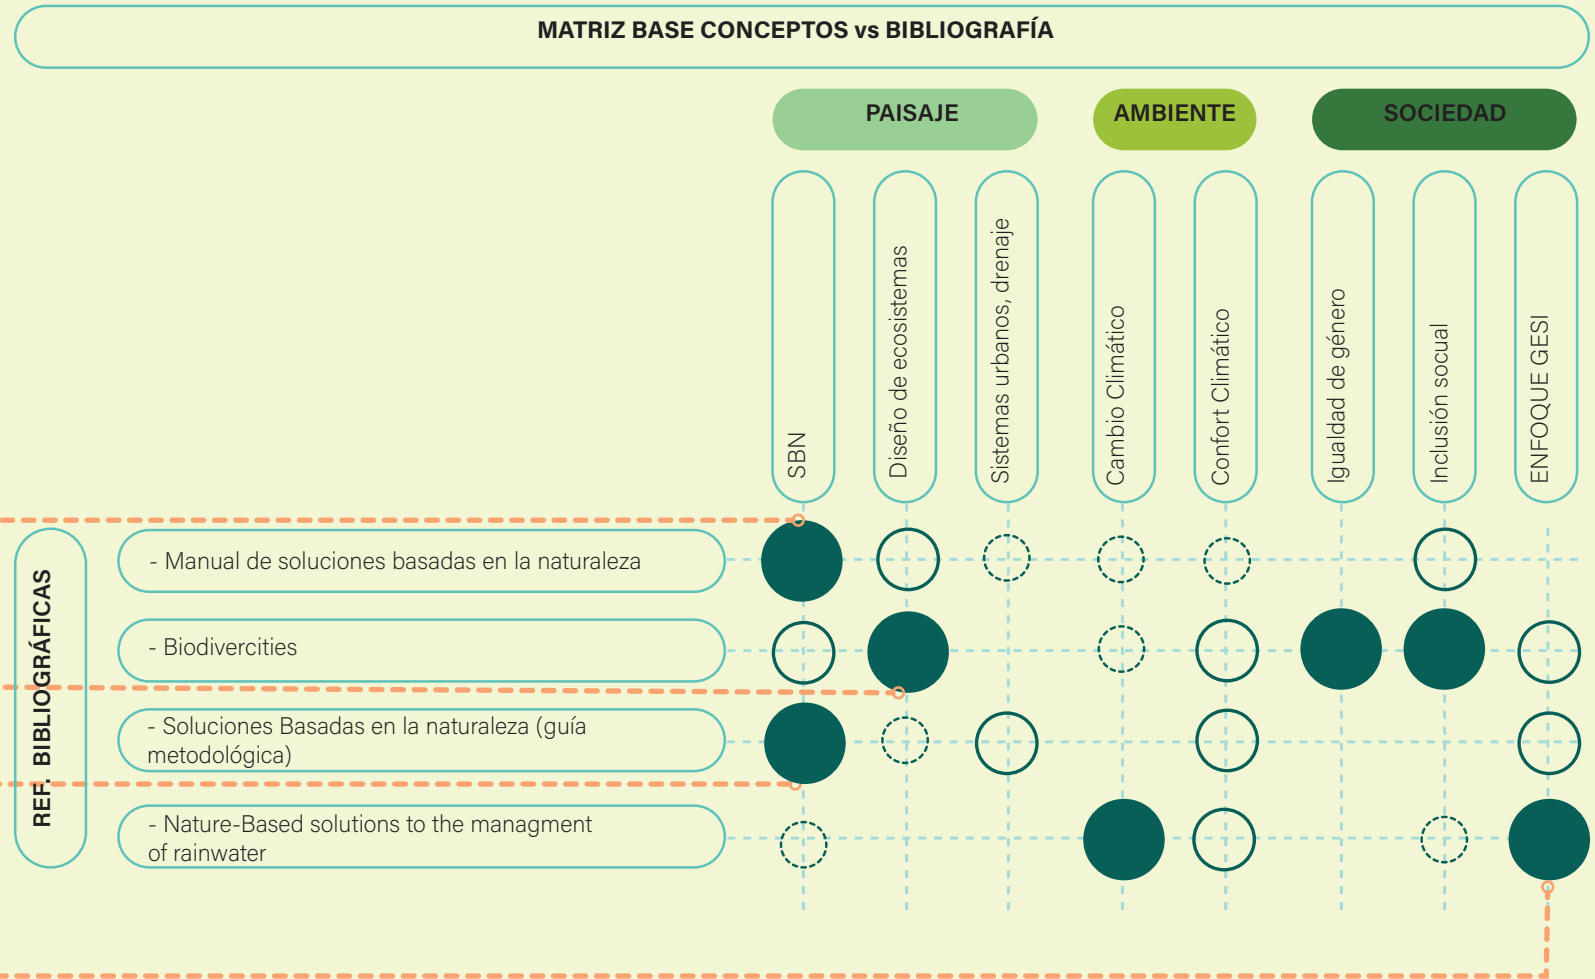 MATRIZ BASE CONCEPTOS vs BIBLIOGRAFÍA
PAISAJE
AMBIENTE
SOCIEDAD
SBN
Diseño de ecosistemas
Sistemas urbanos, drenaje
Cambio Climático
Confort Climático
Igualdad de género
Inclusión socual
ENFOQUE GESI
REF. BIBLIOGRÁFICAS
- Manual de soluciones basadas en la naturaleza
- Biodivercities
- Soluciones Basadas en la naturaleza (guía
metodológica)
- Nature-Based solutions to the managment
of rainwater